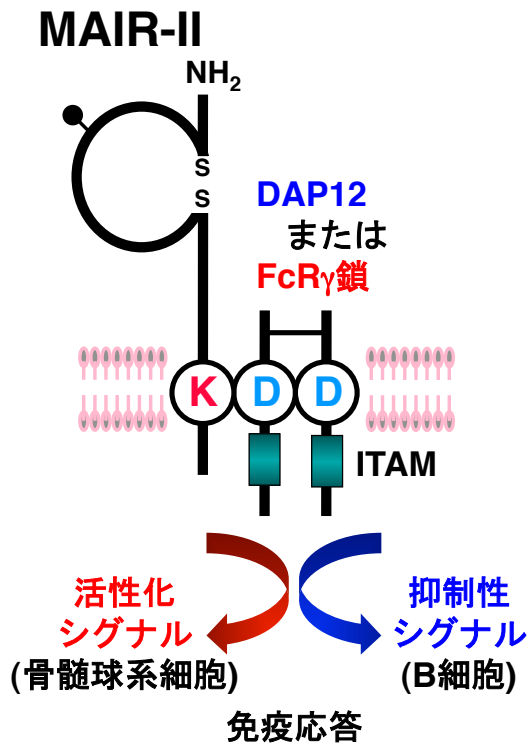 MAIR-II
NH2
S
S
DAP12
または
FcRγ鎖
K D D
ITAM
活性化
シグナル
(骨髄球系細胞)
抑制性
シグナル
(B細胞)
免疫応答